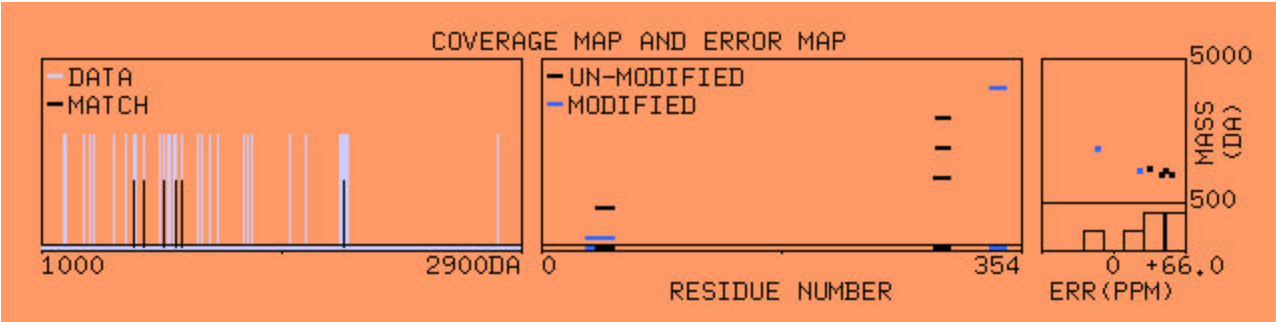 COVERAGE MAP AND ERROR MAP
DATA
MATCH
1000 2900DA
UN-MODIFIED
MODIFIED
0 354
RESIDUE NUMBER
5000
MASS
(DA)
500
0 +66.0
ERR(PPM)